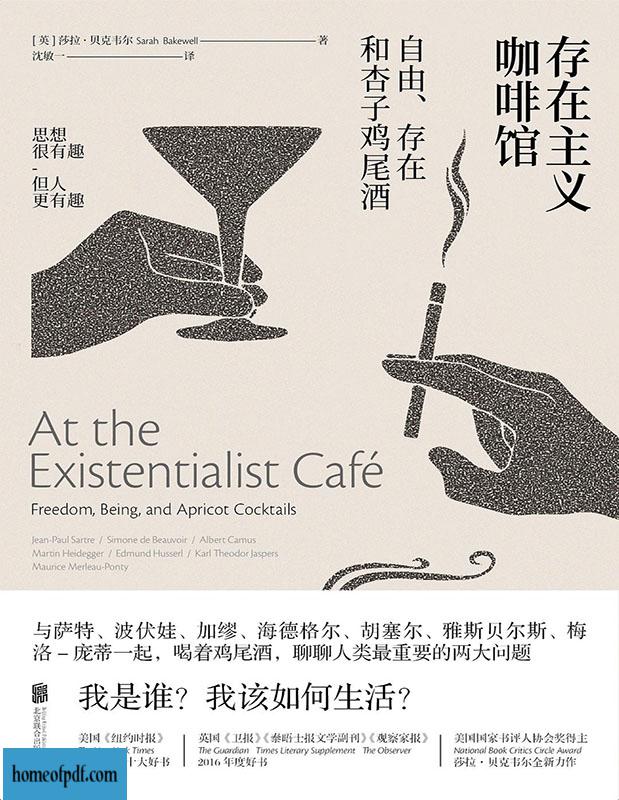 [ 英 ] 莎拉·贝克韦尔 Sarah Bakewell 著
沈敏一 译
存在主义
咖啡馆
自由、存在
和杏子鸡尾酒
思想
很有趣
-
但人
更有趣
At the
Existentialist Café
Freedom, Being, and Apricot Cocktails
Jean-Paul Sartre / Simone de Beauvoir / Albert Camus
Martin Heidegger / Edmund Husserl / Karl Theodor Jaspers
Maurice Merleau-Ponty
与萨特、波伏娃、加缪、海德格尔、胡塞尔、雅斯贝尔斯、梅
洛–庞蒂一起，喝着鸡尾酒，聊聊人类最重要的两大问题
我是谁？我该如何生活？
北京联合出
美国《纽约时报》
Times
十大好书
英国《卫报》《泰晤士报文学副刊》《观察家报》
The Guardian Times Literary Supplement The Observer
2016 年度好书
美国国家书评人协会奖得主
National Book Critics Circle Award
莎拉·贝克韦尔全新力作
homeofpdf.com